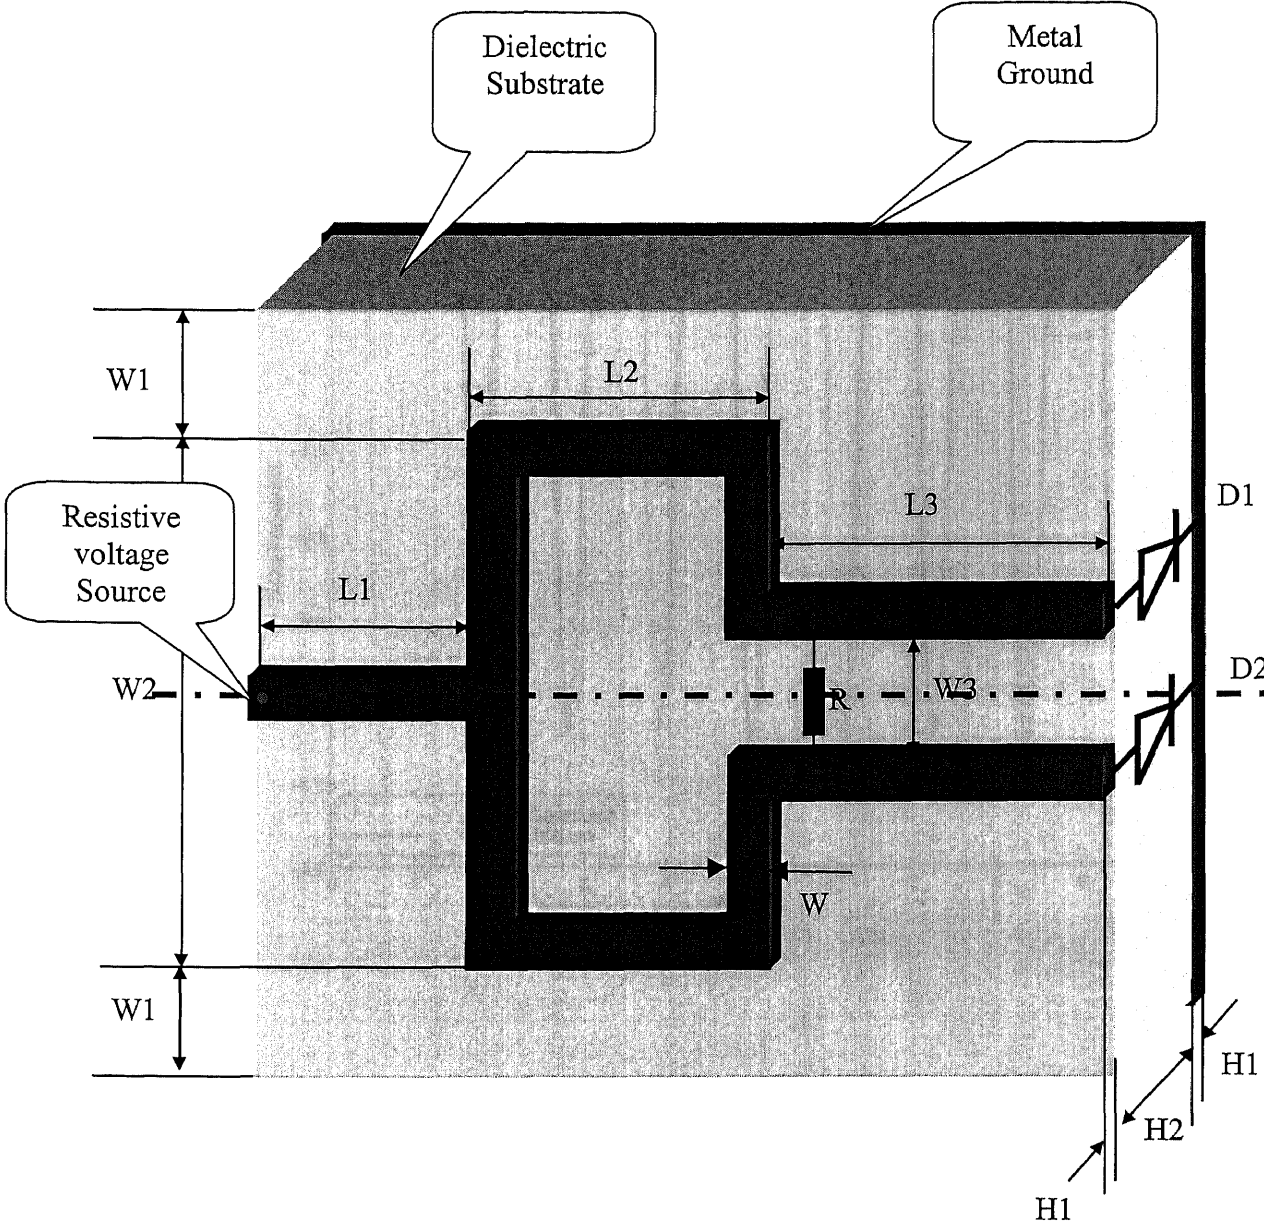 Dielectric
Substrate
Metal
Ground
W1
L2
Resistive
voltage
Source
L3
D1
L1
W2
R
W3
D2
W
W1
H1
H2
H1